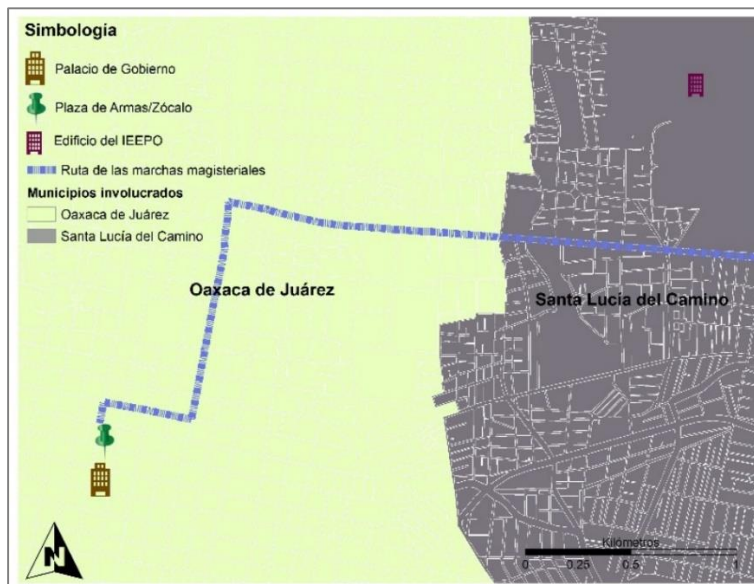 Simbología
Palacio de Gobierno
Plaza de Armas/Zócalo
Edificio del IEEPO
Ruta de las marchas magisteriales
Municipios involucrados
Oaxaca de Juárez
Santa Lucía del Camino
Oaxaca de Juárez
Santa Lucía del Camino
N
Kilómetros
0 0.25 0.5 1